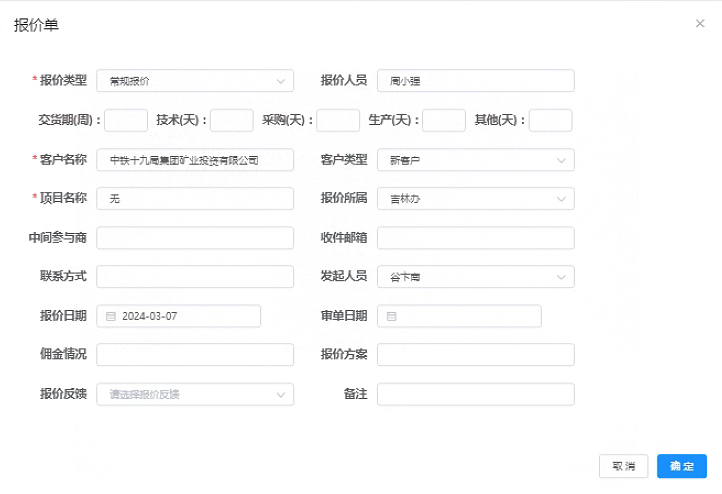 报价单
* 报价类型 常规报价 报价人员 周小强
交货期(周)： 技术(天)： 采购(天)： 生产(天)： 其他(天)：
* 客户名称 中铁十九局集团矿业投资有限公司 客户类型 新客户
* 项目名称 无 报价所属 吉林办
中间参与商 收件邮箱
联系方式 发起人员 谷卞南
报价日期 2024-03-07 审单日期
佣金情况 报价方案
报价反馈 请选择报价反馈 备注
取消 确定